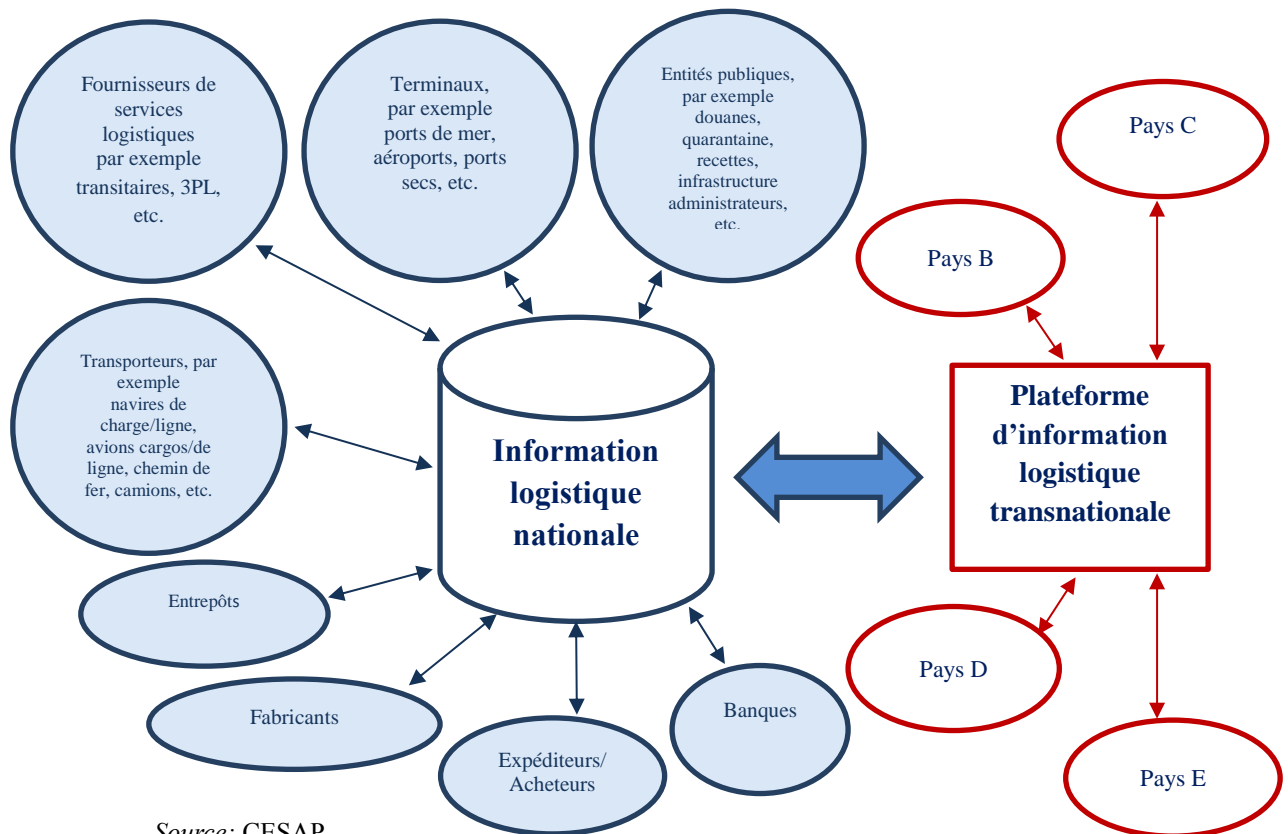 Fournisseurs de
services
logistiques
par exemple
transitaires, 3PL,
etc.
Terminaux,
par exemple
ports de mer,
aéroports, ports
secs, etc.
Entités publiques,
par exemple
douanes,
quarantaine,
recettes,
infrastructure
administrateurs,
etc.
Pays C
Pays B
Transporteurs, par
exemple
navires de
charge/ligne,
avions cargos/de
ligne, chemin de
fer, camions, etc.
Information
logistique
nationale
Plateforme
d’information
logistique
transnationale
Entrepôts
Fabricants
Expéditeurs/
Acheteurs
Banques
Pays D
Pays E
Source: CESAP